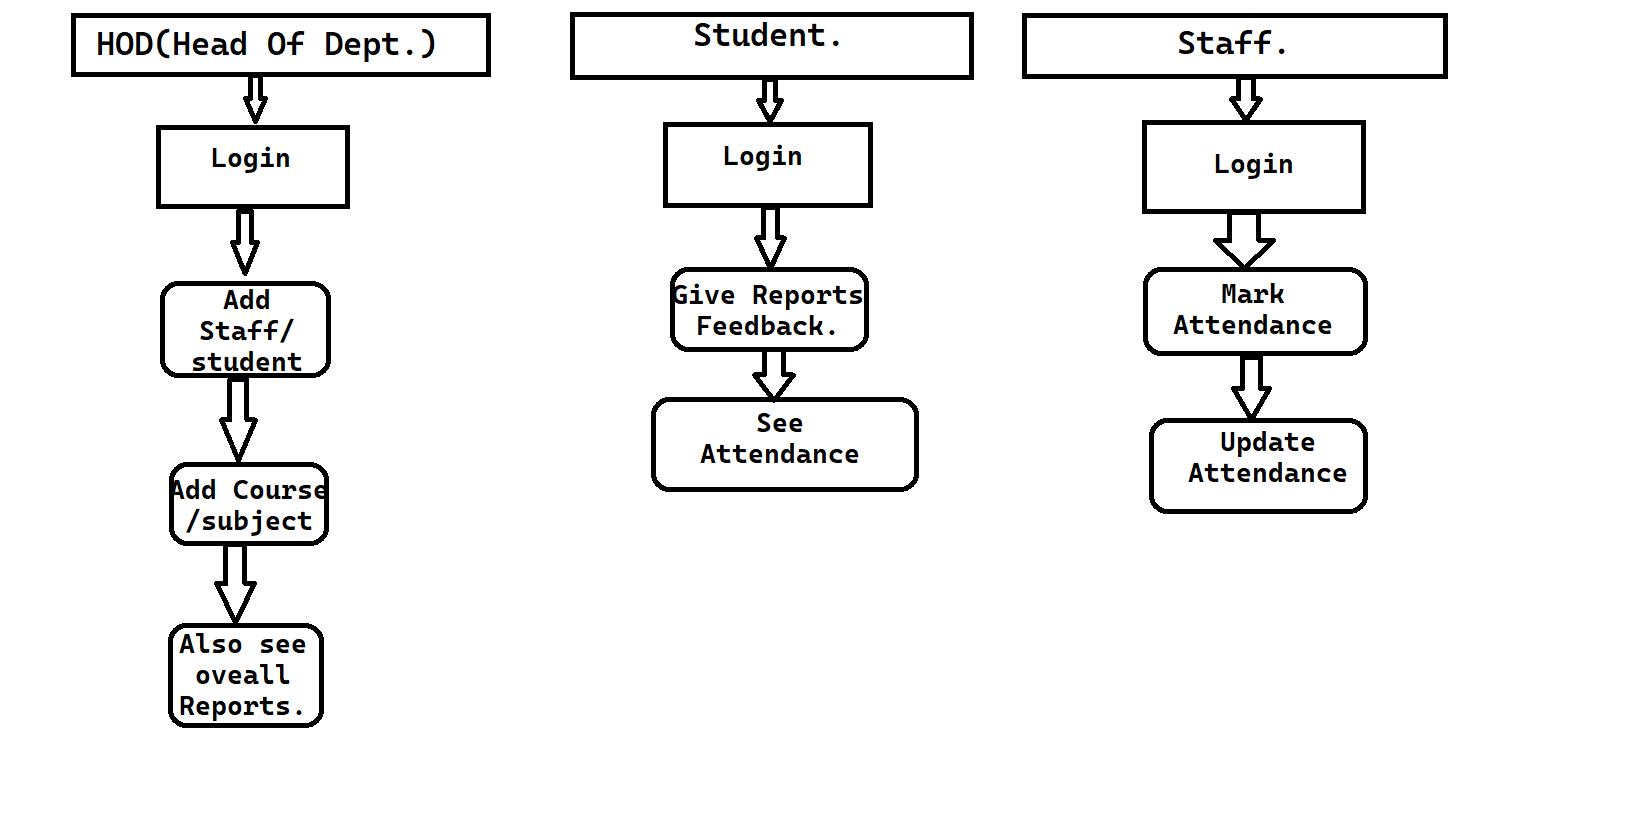 HOD(Head Of Dept.)
Login
Add
Staff/
student
Add Course
/subject
Also see
oveall
Reports.
Student.
Login
Give Reports
Feedback.
See
Attendance
Staff.
Login
Mark
Attendance
Update
Attendance